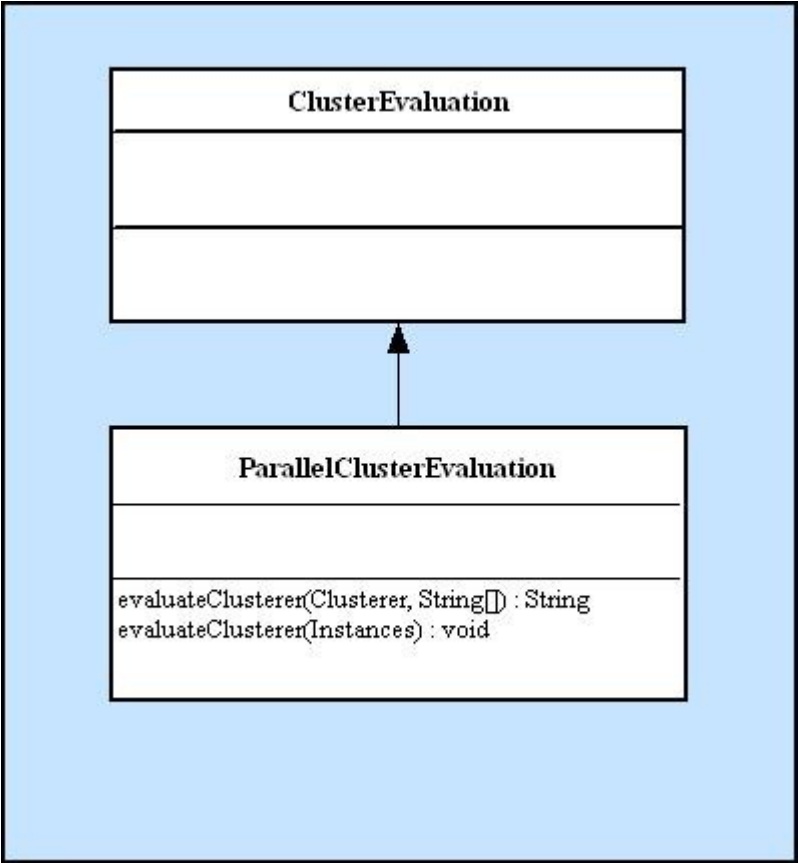 ClusterEvaluation
ParallelClusterEvaluation
evaluateClusterer(Clusterer, String[]) : String
evaluateClusterer(Instances) : void